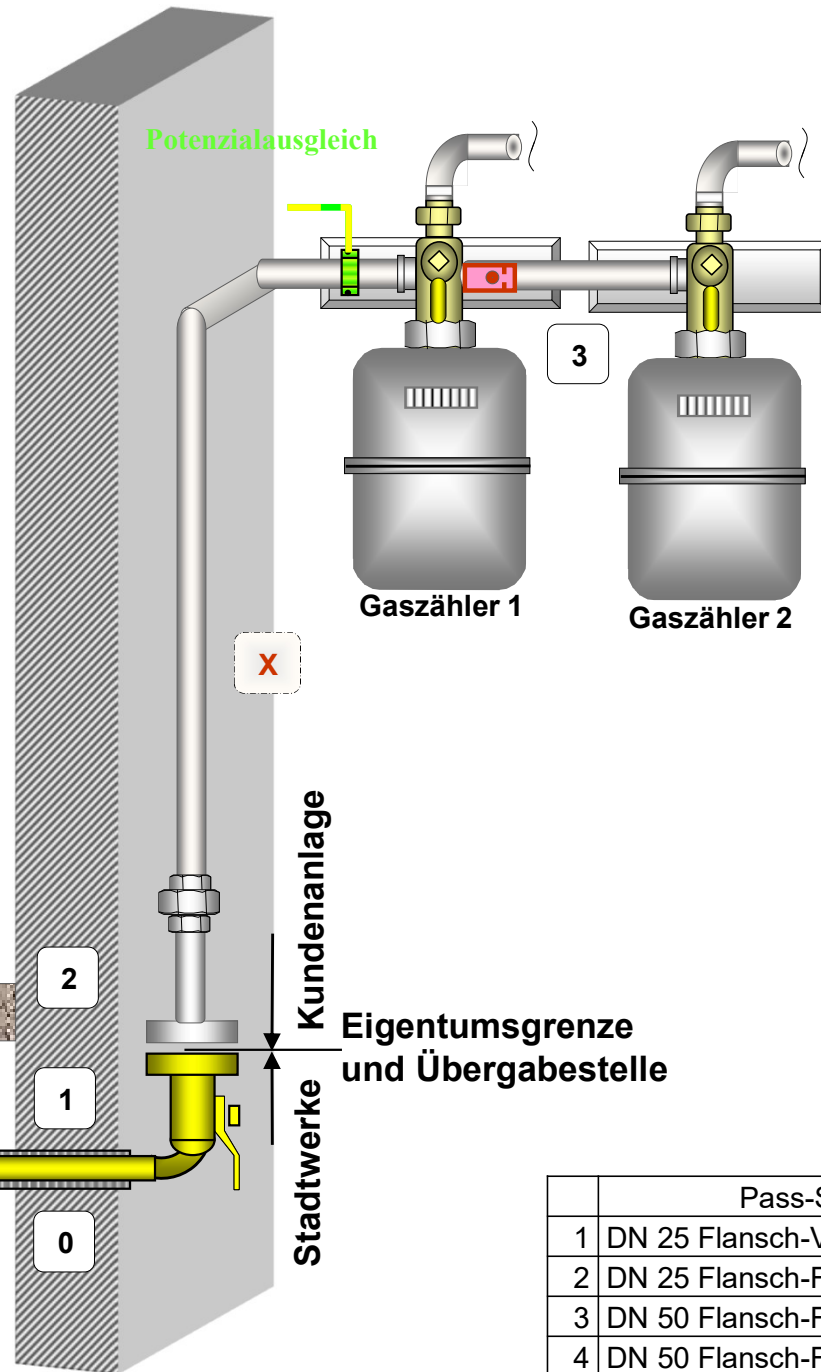 Potenzialausgleich
3
Gaszähler 1
Gaszähler 2
X
Kundenanlage
2
Eigentumsgrenze
und Übergabestelle
1
Stadtwerke
0
Pass-S
1 DN 25 Flansch-V
2 DN 25 Flansch-F
3 DN 50 Flansch-F
4 DN 50 Flansch-F